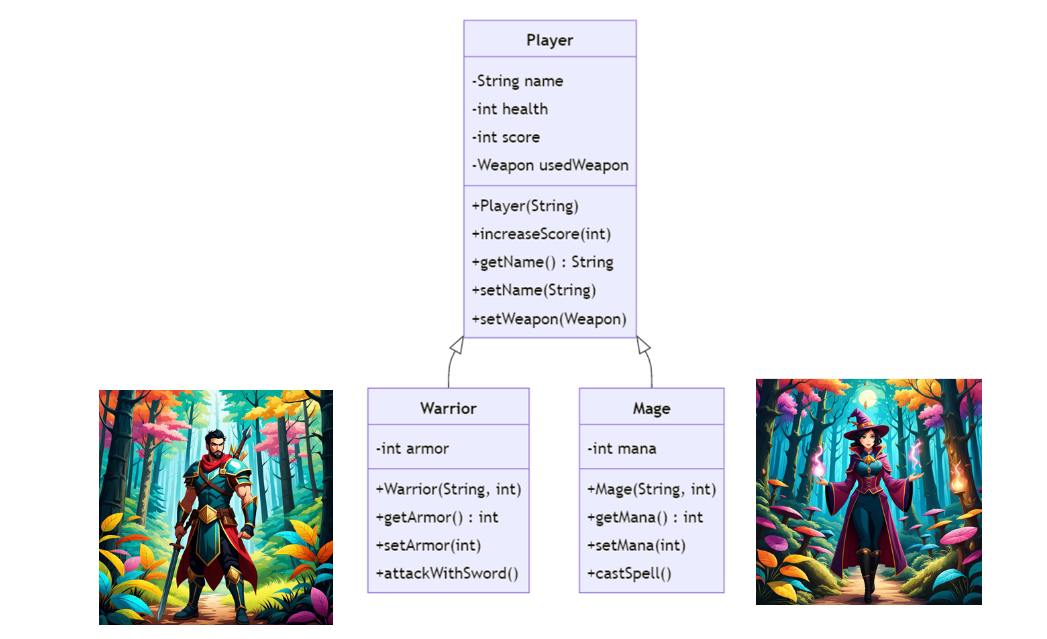 Player
-String name
-int health
-int score
-Weapon usedWeapon
+Player(String)
+increaseScore(int)
+getName() : String
+setName(String)
+setWeapon(Weapon)
Warrior
-int armor
+Warrior(String, int)
+getArmor() : int
+setArmor(int)
+attackWithSword()
Mage
-int mana
+Mage(String, int)
+getMana() : int
+setMana(int)
+castSpell()